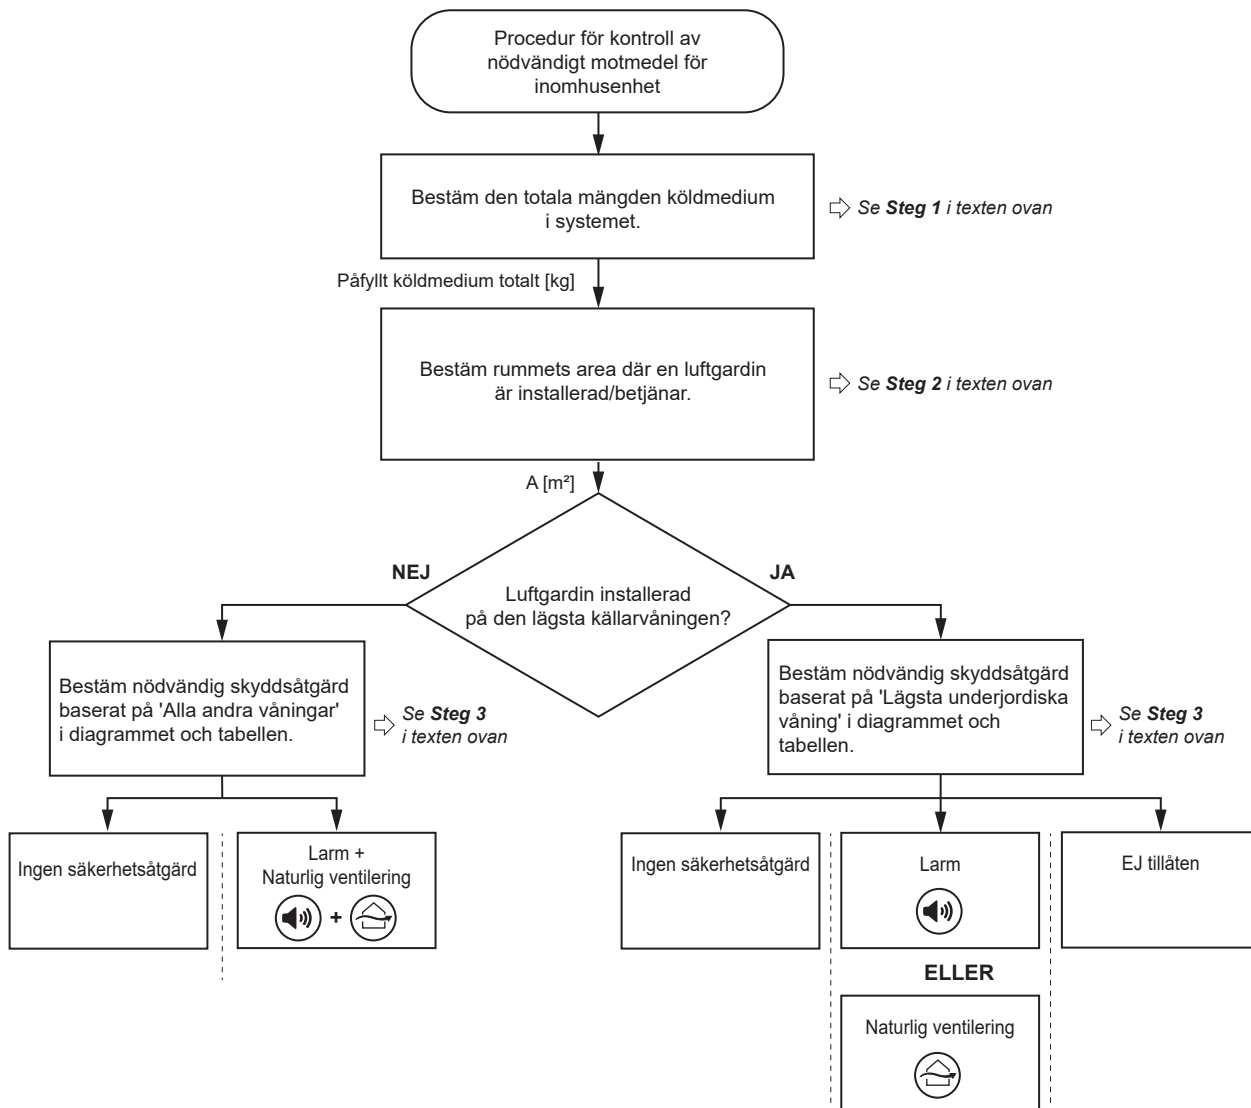 Procedur för kontroll av
nödvändigt motmedel för
inomhusenhet
Bestäm den totala mängden köldmedium
i systemet.
Se Steg 1 i texten ovan
Påfyllt köldmedium totalt [kg]
Bestäm rummets area där en luftgardin
är installerad/betjänar.
Se Steg 2 i texten ovan
A [m²]
NEJ
JA
Luftgardin installerad
på den lägsta källarvåningen?
Bestäm nödvändig skyddsåtgärd
baserat på 'Alla andra våningar'
i diagrammet och tabellen.
Se Steg 3
i texten ovan
Bestäm nödvändig skyddsåtgärd
baserat på 'Lägsta underjordiska
våning' i diagrammet och
tabellen.
Se Steg 3
i texten ovan
Ingen säkerhetsåtgärd
Larm +
Naturlig ventilering
+
Ingen säkerhetsåtgärd
Larm
EJ tillåten
ELLER
Naturlig ventilering